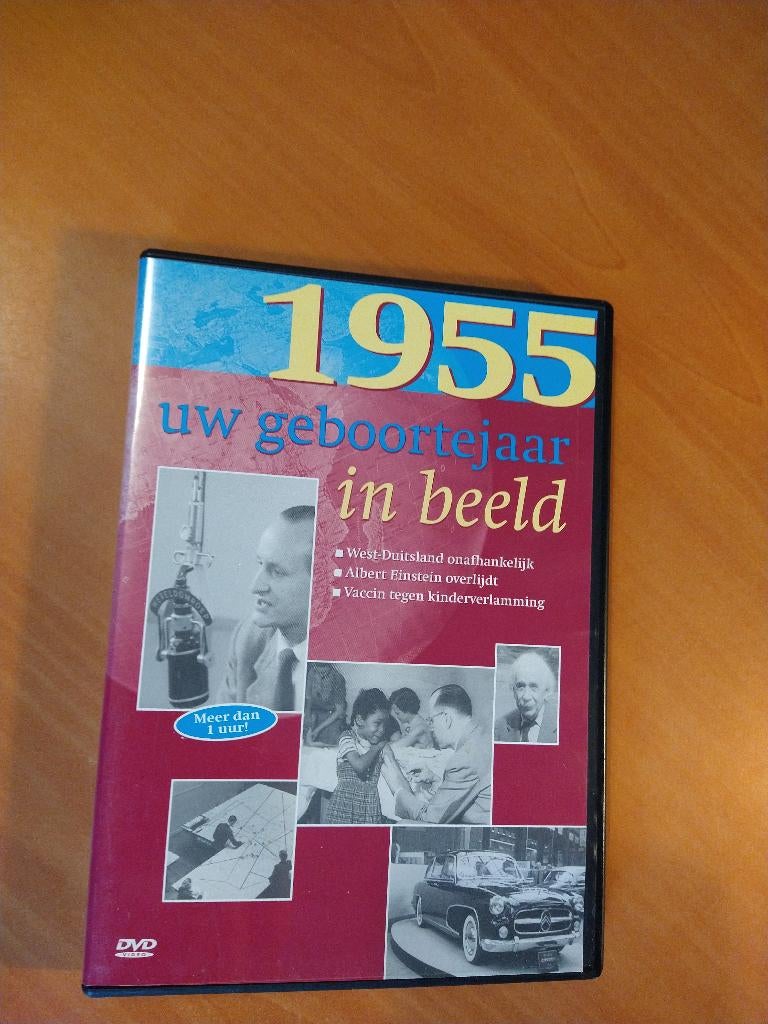 1955
uw geboortejaar
in beeld
West-Duitsland onafhankelijk
Albert Einstein overlijdt
Vaccin tegen kinderverlamming
Meer dan
1 uur!
DVD
VIDEO